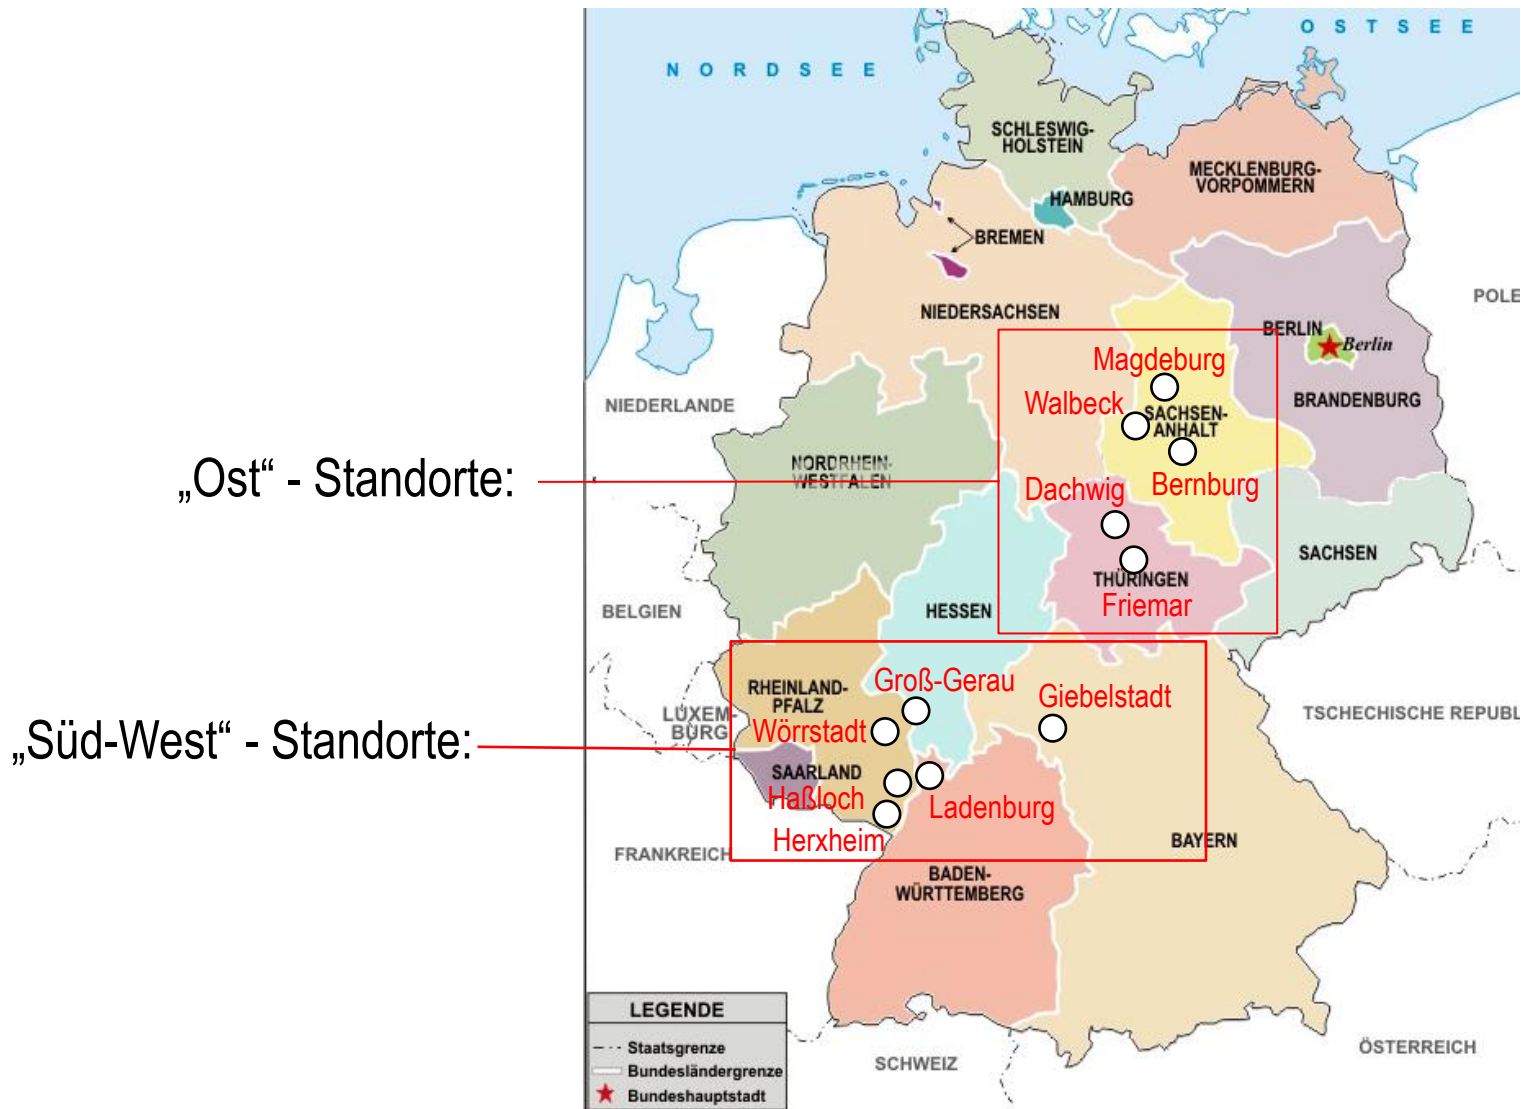 NORDSEE
OSTSEE
SCHLESWIG-
HOLSTEIN
MECKLENBURG-
VORPOMMERN
HAMBURG
BREMEN
NIEDERSACHSEN
POLE
BERLIN
Berlin
Magdeburg
NIEDERLANDE
Walbeck
SACHSEN-
ANHALT
BRANDENBURG
„Ost“ - Standorte:
NORDRHEIN-
WESTFALEN
Dachwig
Bernburg
SACHSEN
THÜRINGEN
Friemar
BELGIEN
HESSEN
„Süd-West“ - Standorte:
RHEINLAND-
PFALZ
Groß-Gerau
Giebelstadt
LUXEM-
BURG
Wörrstadt
TSCHECHISCHE REPUBL
SAARLAND
Haßloch
Ladenburg
Herxheim
FRANKREICH
BAYERN
BADEN-
WÜRTTEMBERG
LEGENDE
Staatsgrenze
Bundesländergrenze
Bundeshauptstadt
SCHWEIZ
ÖSTERREICH